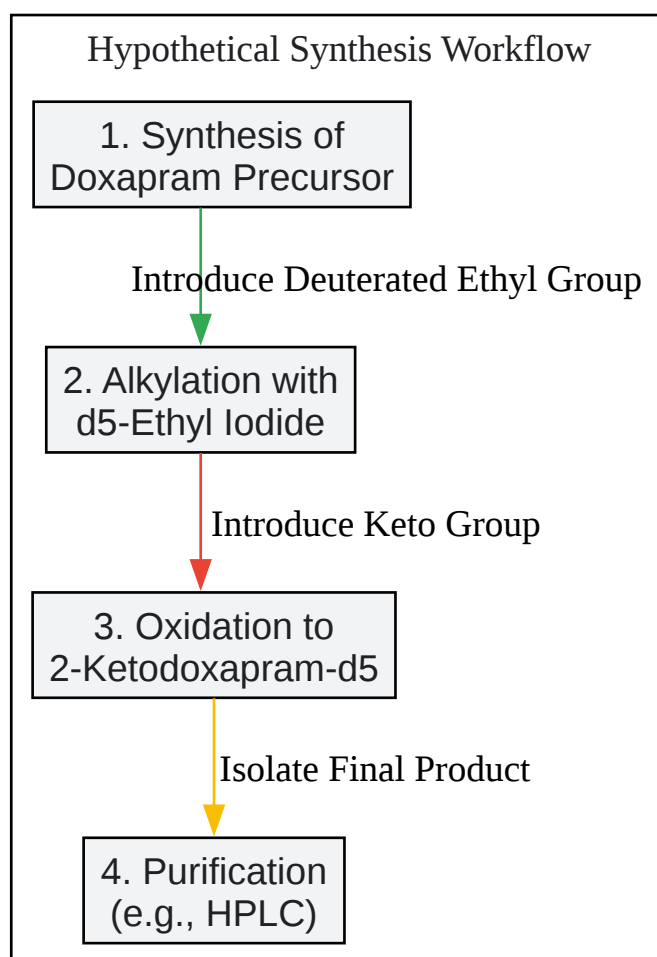 Hypothetical Synthesis Workflow
1. Synthesis of
Doxapram Precursor
Introduce Deuterated Ethyl Group
2. Alkylation with
d5-Ethyl Iodide
Introduce Keto Group
3. Oxidation to
2-Ketodoxapram-d5
Isolate Final Product
4. Purification
(e.g., HPLC)